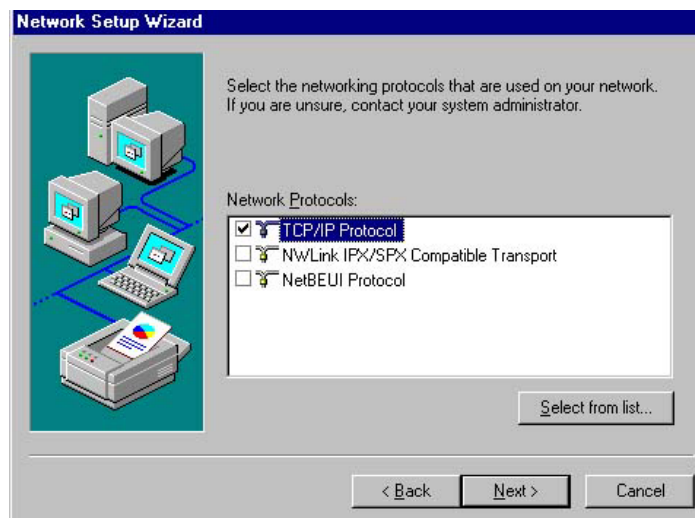 Network Setup Wizard
Select the networking protocols that are used on your network.
If you are unsure, contact your system administrator.
Network Protocols:
TCP/IP Protocol
NWLink IPX/SPX Compatible Transport
NetBEUI Protocol
Select from list...
< Back
Next >
Cancel